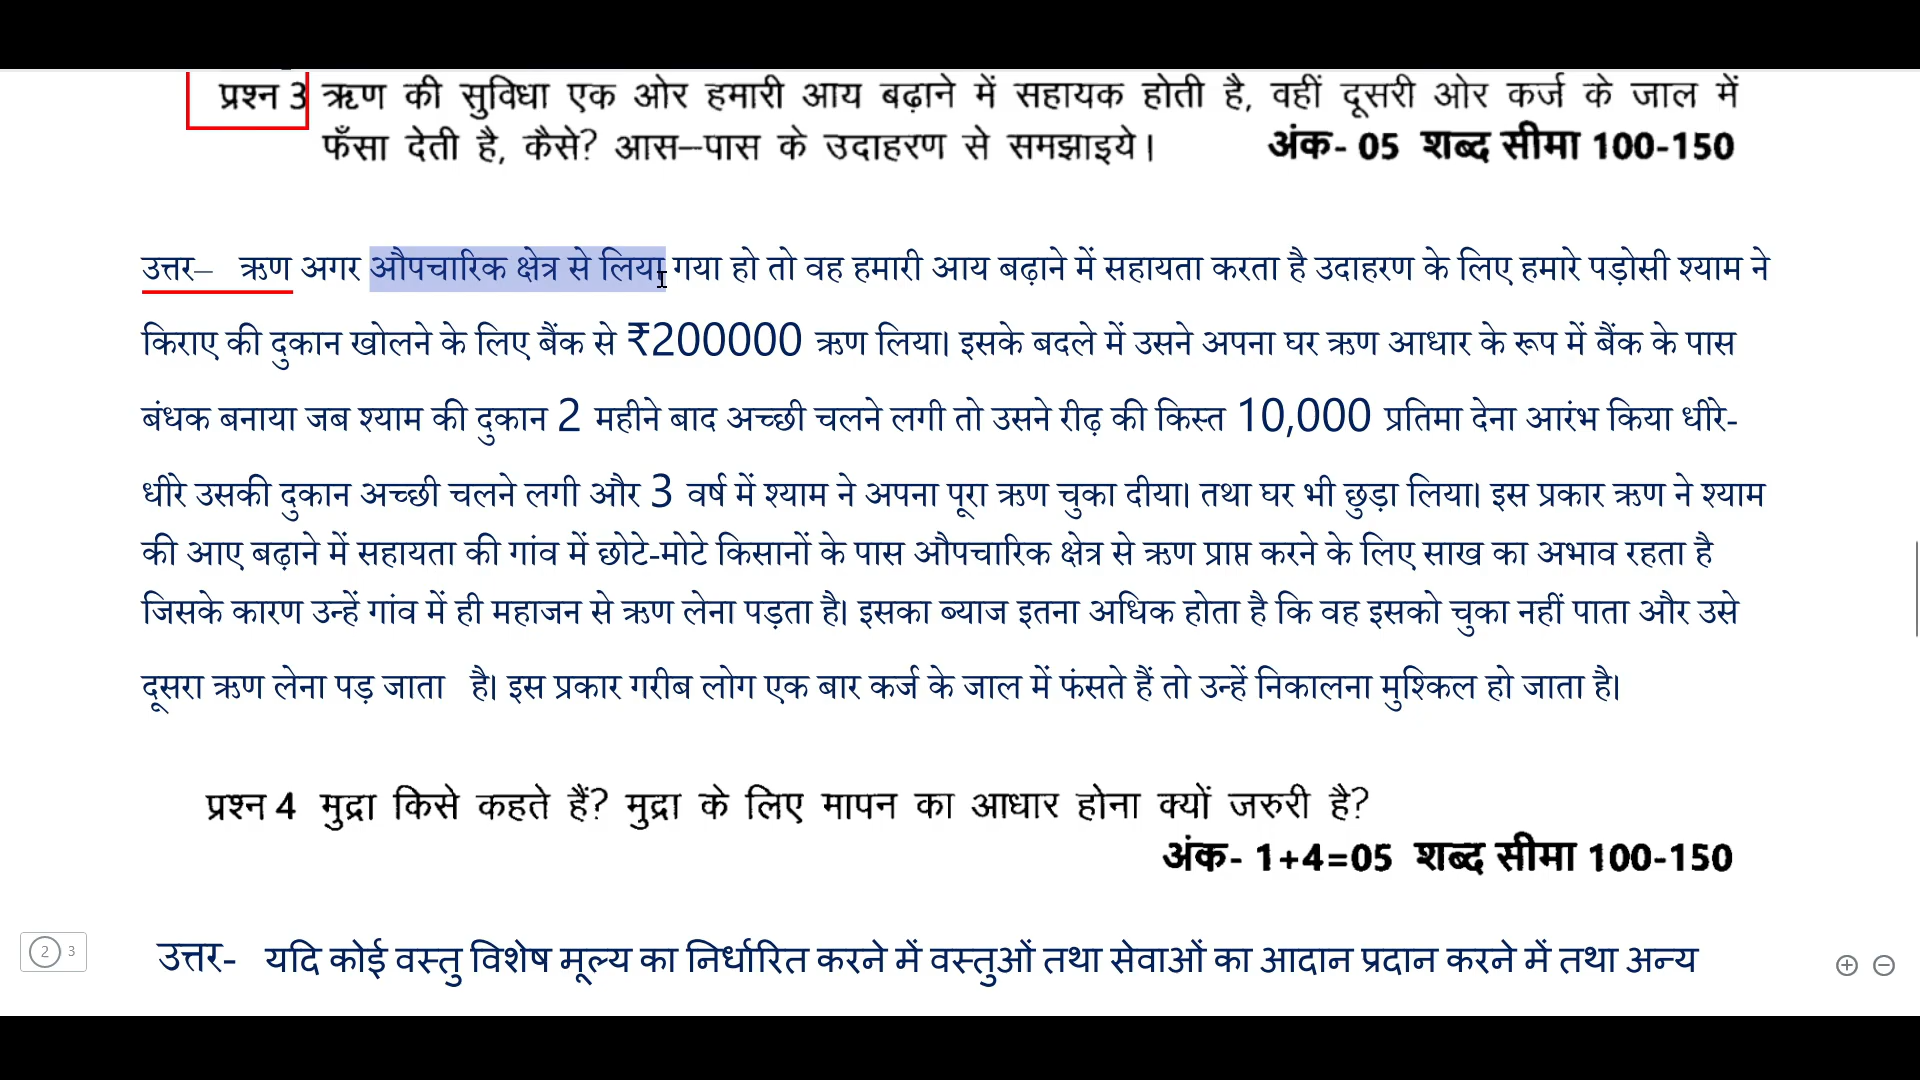 प्रश्न 3 ऋण की सुविधा एक ओर हमारी आय बढ़ाने में सहायक होती है, वहीं दूसरी ओर कर्ज के जाल में
फँसा देती है, कैसे? आस–पास के उदाहरण से समझाइये। अंक- 05 शब्द सीमा 100-150
उत्तर– ऋण अगर औपचारिक क्षेत्र से लिया गया हो तो वह हमारी आय बढ़ाने में सहायता करता है उदाहरण के लिए हमारे पड़ोसी श्याम ने
किराए की दुकान खोलने के लिए बैंक से ₹200000 ऋण लिया। इसके बदले में उसने अपना घर ऋण आधार के रूप में बैंक के पास
बंधक बनाया जब श्याम की दुकान 2 महीने बाद अच्छी चलने लगी तो उसने रीढ़ की किस्त 10,000 प्रतिमा देना आरंभ किया धीरे-
धीरे उसकी दुकान अच्छी चलने लगी और 3 वर्ष में श्याम ने अपना पूरा ऋण चुका दीया। तथा घर भी छुड़ा लिया। इस प्रकार ऋण ने श्याम
की आए बढ़ाने में सहायता की गांव में छोटे-मोटे किसानों के पास औपचारिक क्षेत्र से ऋण प्राप्त करने के लिए साख का अभाव रहता है
जिसके कारण उन्हें गांव में ही महाजन से ऋण लेना पड़ता है। इसका ब्याज इतना अधिक होता है कि वह इसको चुका नहीं पाता और उसे
दूसरा ऋण लेना पड़ जाता है। इस प्रकार गरीब लोग एक बार कर्ज के जाल में फंसते हैं तो उन्हें निकालना मुश्किल हो जाता है।
प्रश्न 4 मुद्रा किसे कहते हैं? मुद्रा के लिए मापन का आधार होना क्यों जरुरी है?
अंक- 1+4=05 शब्द सीमा 100-150
उत्तर- यदि कोई वस्तु विशेष मूल्य का निर्धारित करने में वस्तुओं तथा सेवाओं का आदान प्रदान करने में तथा अन्य
2 3